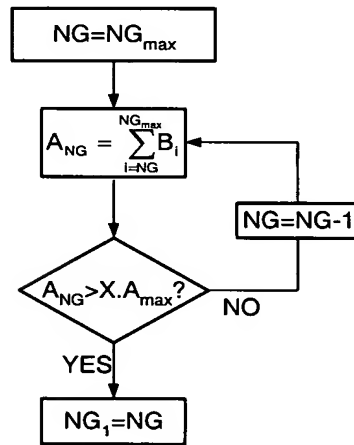 NG=NG_max
NG_max
A_NG = ∑ B_i
i=NG
NG=NG-1
A_NG>X.A_max?
NO
YES
NG_1=NG